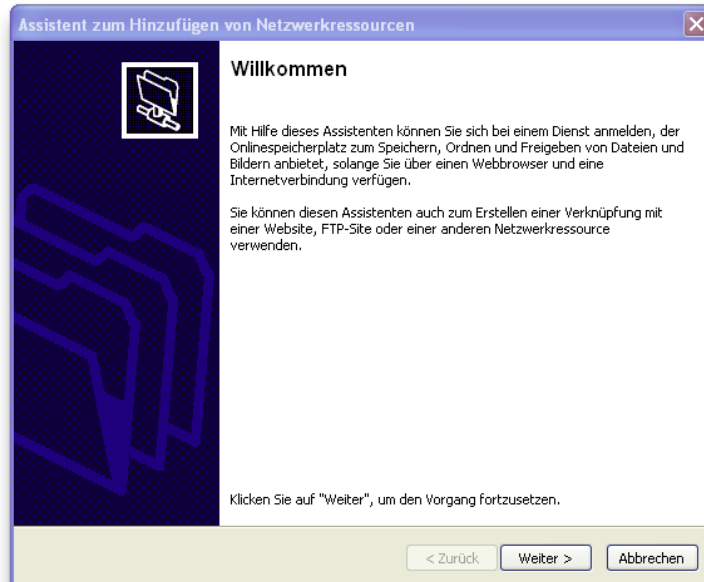 Assistent zum Hinzufügen von Netzwerkressourcen
Willkommen
Mit Hilfe dieses Assistenten können Sie sich bei einem Dienst anmelden, der
Onlinespeicherplatz zum Speichern, Ordnen und Freigeben von Dateien und
Bildern anbietet, solange Sie über einen Webbrowser und eine
Internetverbindung verfügen.
Sie können diesen Assistenten auch zum Erstellen einer Verknüpfung mit
einer Website, FTP-Site oder einer anderen Netzwerkressource
verwenden.
Klicken Sie auf "Weiter", um den Vorgang fortzusetzen.
< Zurück Weiter > Abbrechen